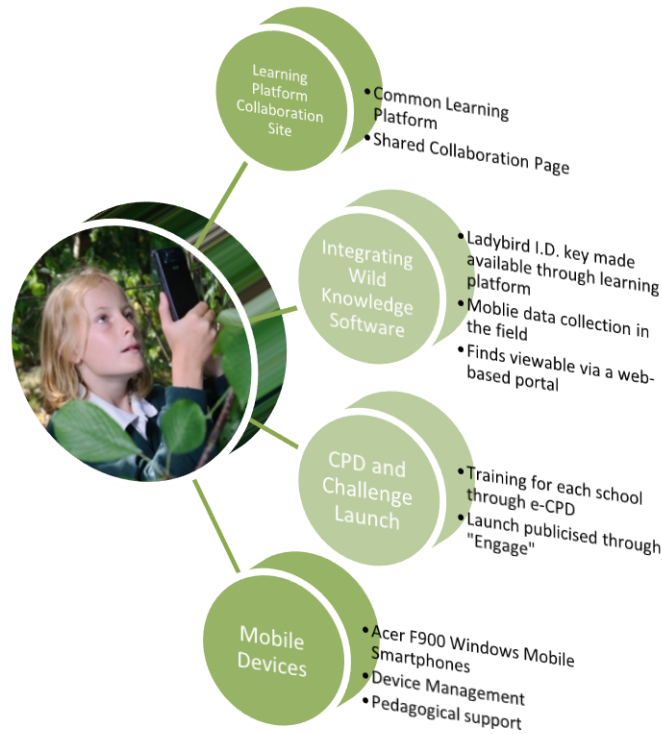 Learning
Platform
Collaboration
Site
•Common Learning
Platform
•Shared Collaboration Page
Integrating
Wild
Knowledge
Software
•Ladybird I.D. key made
available through learning
platform
•Moblie data collection in
the field
•Finds viewable via a web-
based portal
CPD and
Challenge
Launch
•Training for each school
through e-CPD
•Launch publicised through
"Engage"
Mobile
Devices
•Acer F900 Windows Mobile
Smartphones
•Device Management
•Pedagogical support